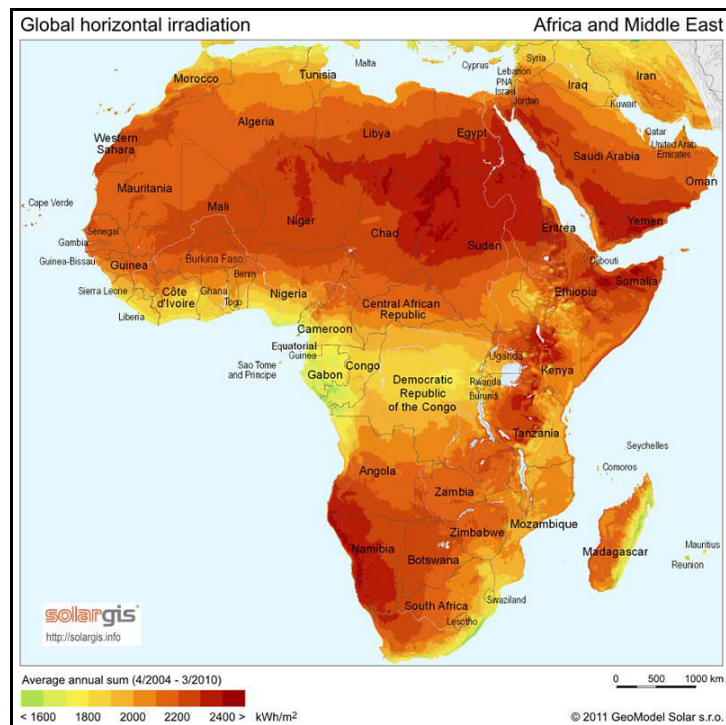 Global horizontal irradiation
Africa and Middle East
Malta
Cyprus
Syria
Lebanon
PNA
Israel
Jordan
Iraq
Iran
Kuwait
Morocco
Tunisia
Algeria
Libya
Egypt
Qatar
United Arab
Emirates
Saudi Arabia
Oman
Western
Sahara
Mauritania
Mali
Niger
Chad
Sudan
Eritrea
Yemen
Cape Verde
Senegal
Gambia
Guinea-Bissau
Guinea
Burkina Faso
Benin
Djibouti
Somalia
Ethiopia
Sierra Leone
Liberia
Côte
d'Ivoire
Ghana
Togo
Nigeria
Central African
Republic
Cameroon
Equatorial
Guinea
Sao Tome
and Principe
Gabon
Congo
Democratic
Republic
of the Congo
Uganda
Rwanda
Burundi
Kenya
Tanzania
Seychelles
Comoros
Angola
Zambia
Mozambique
Zimbabwe
Madagascar
Mauritius
Reunion
Namibia
Botswana
Swaziland
South Africa
Lesotho
solargis
http://solargis.info
Average annual sum (4/2004 - 3/2010)
< 1600 1800 2000 2200 2400 > kWh/m²
0 500 1000 km
© 2011 GeoModel Solar s.r.o.